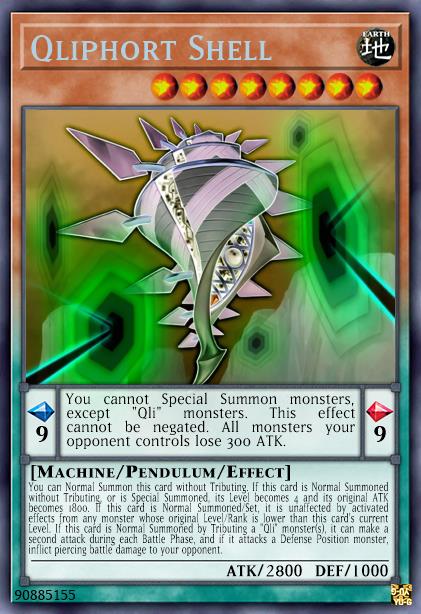 Qliphort Shell
EARTH
地
9
You cannot Special Summon monsters,
except "Qli" monsters. This effect
cannot be negated. All monsters your
opponent controls lose 300 ATK.
9
[Machine/Pendulum/Effect]
You can Normal Summon this card without Tributing. If this card is Normal Summoned
without Tributing, or is Special Summoned, its Level becomes 4 and its original ATK
becomes 1800. If this card is Normal Summoned/Set, it is unaffected by activated
effects from any monster whose original Level/Rank is lower than this card's current
Level. If this card is Normal Summoned by Tributing a "Qli" monster(s), it can make a
second attack during each Battle Phase, and if it attacks a Defense Position monster,
inflict piercing battle damage to your opponent.
ATK/2800 DEF/1000
90885155